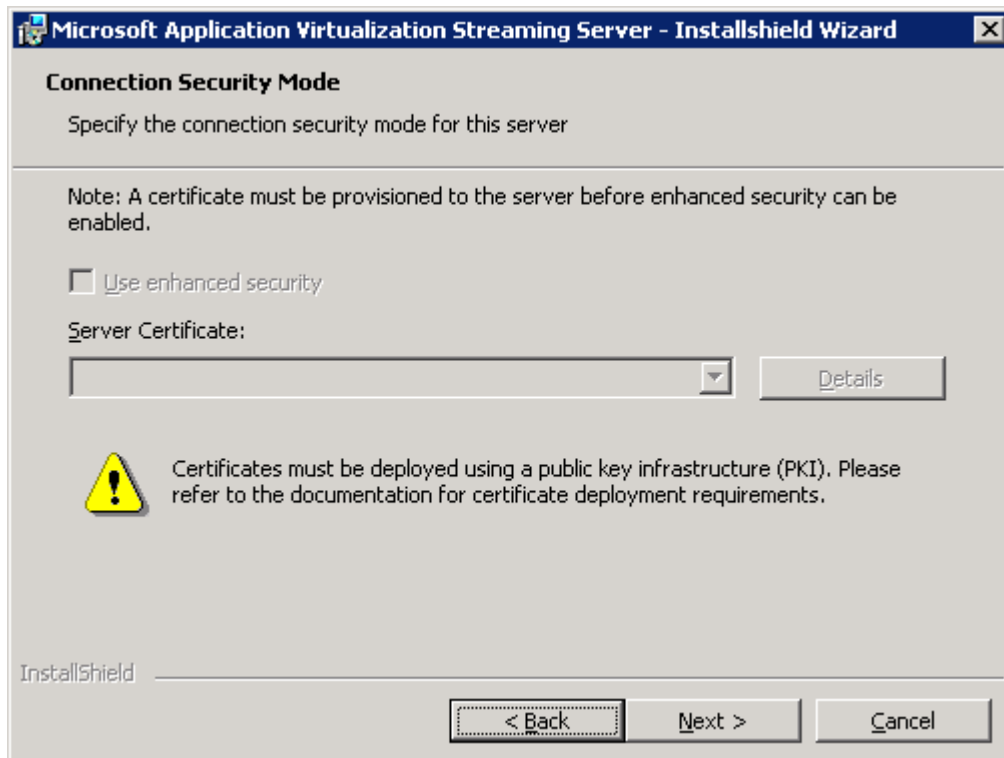 Microsoft Application Virtualization Streaming Server - Installshield Wizard
Connection Security Mode
Specify the connection security mode for this server
Note: A certificate must be provisioned to the server before enhanced security can be
enabled.
Use enhanced security
Server Certificate:
Details
Certificates must be deployed using a public key infrastructure (PKI). Please
refer to the documentation for certificate deployment requirements.
InstallShield
< Back Next > Cancel